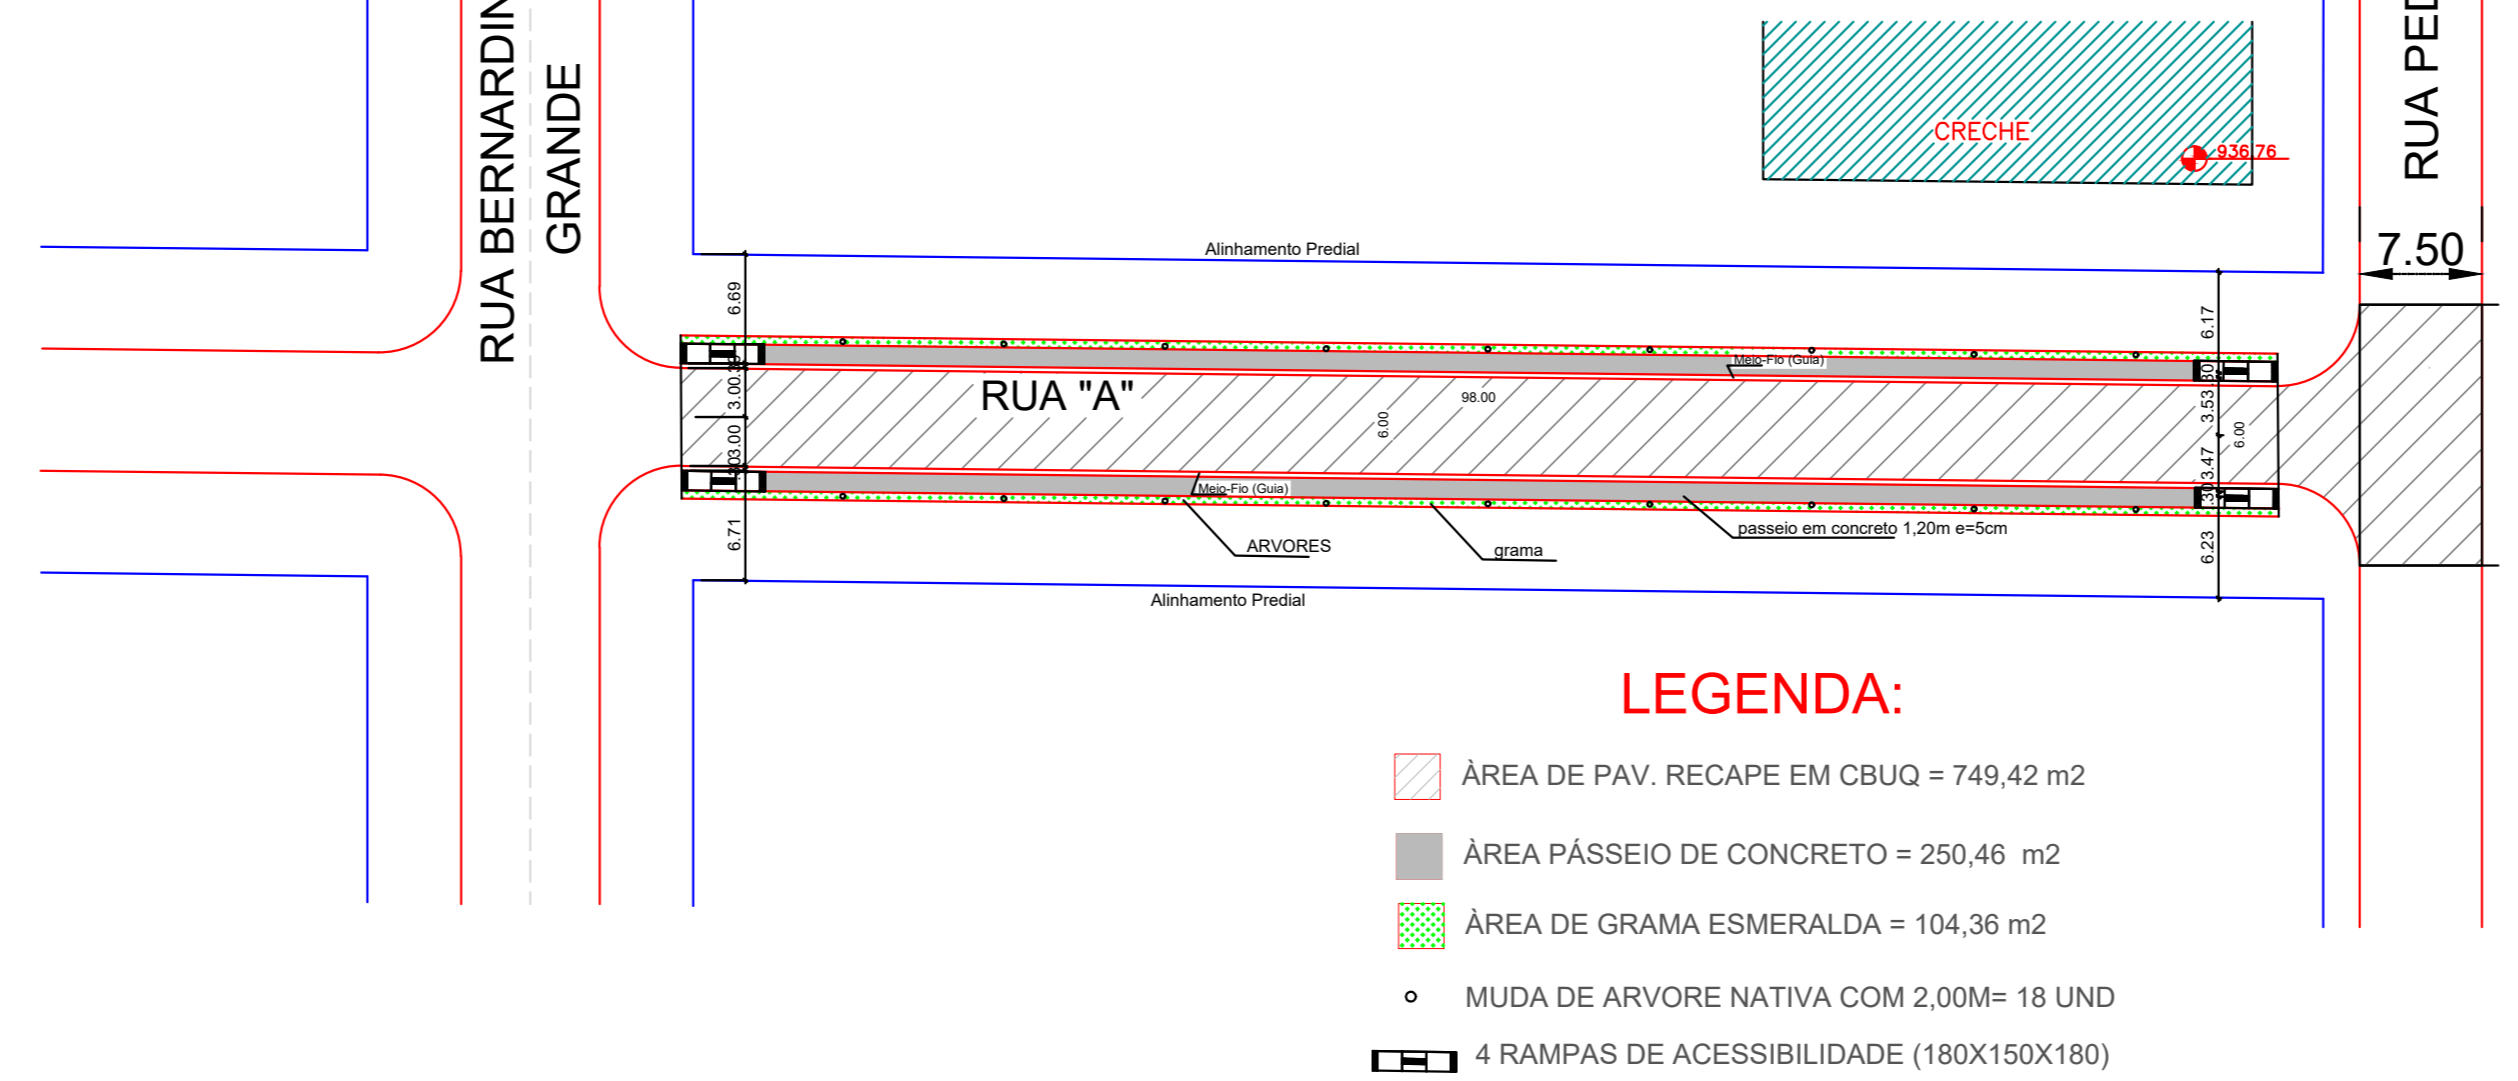 RUA BERNARDIN
GRANDE
RUA PED
CRECHE
936,76
7.50
Alinhamento Predial
6.69
6.17
Meio-Fio (Guia)
RUA "A"
3.00
3.00
98.00
6.00
3.53
.30
6.00
3.47
.30
Meio-Fio (Guia)
passeio em concreto 1,20m e=5cm
ARVORES
grama
6.71
6.23
Alinhamento Predial
LEGENDA:
ÀREA DE PAV. RECAPE EM CBUQ = 749,42 m2
ÀREA PÁSSEIO DE CONCRETO = 250,46 m2
ÀREA DE GRAMA ESMERALDA = 104,36 m2
MUDA DE ARVORE NATIVA COM 2,00M= 18 UND
4 RAMPAS DE ACESSIBILIDADE (180X150X180)